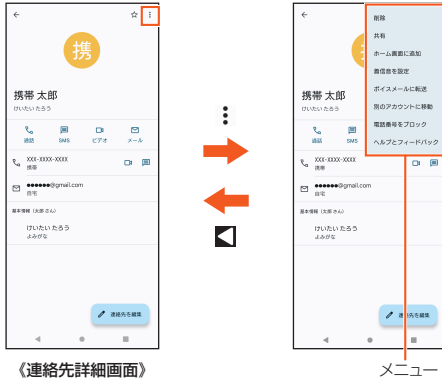 携
携帯 太郎
けいたい たろう
通話 SMS ビデオ メール
XXX-XXXX-XXXX
携帯
●●●●●●@gmail.com
自宅
基本情報（太郎 さん）
けいたい たろう
よみがな
連絡先を編集
《連絡先詳細画面》
削除
共有
ホーム画面に追加
着信音を設定
ボイスメールに転送
別のアカウントに移動
電話番号をブロック
ヘルプとフィードバック
携帯 太郎
けいたい たろう
通話 SMS
XXX-XXXX-XXXX
携帯
●●●●●●@gmail.com
自宅
基本情報（太郎 さん）
けいたい たろう
よみがな
連絡先を編集
メニュー